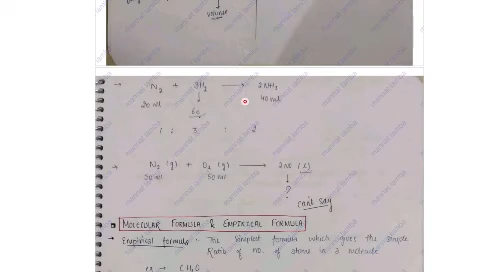 volume
→ N2 + 3H2 → 2NH3
20 ml 40 ml
60
1 : 3 : 2
→ N2 (g) + O2 (g) → 2NO (l)
50 ml
?
can't say
MOLECULAR FORMULA & EMPIRICAL FORMULA
→ Empirical formula - The simplest formula which gives the simple
Ratio of no. of atoms in a molecule
CH2O